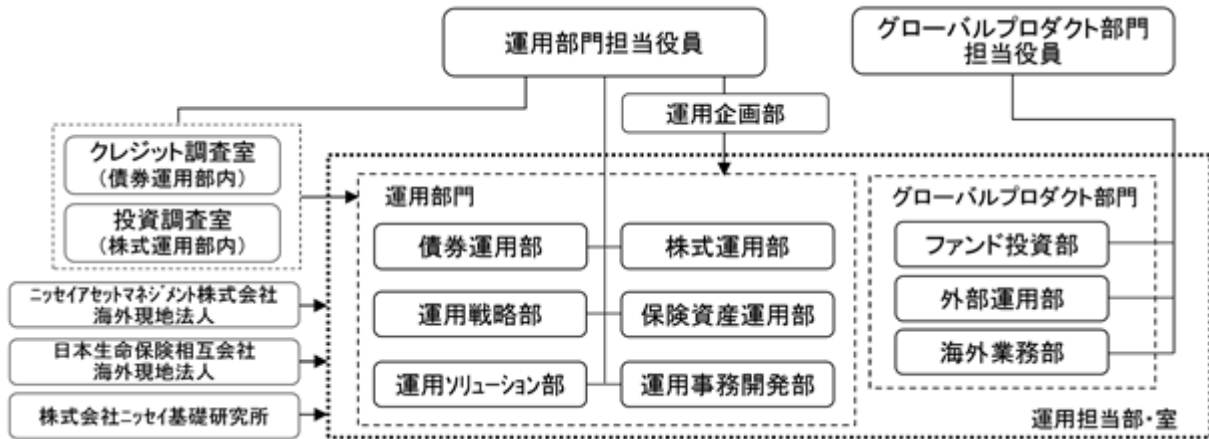 運用部門担当役員
グローバルプロダクト部門
担当役員
運用企画部
クレジット調査室
(債券運用部内)
投資調査室
(株式運用部内)
運用部門
債券運用部
株式運用部
運用戦略部
保険資産運用部
運用ソリューション部
運用事務開発部
グローバルプロダクト部門
ファンド投資部
外部運用部
海外業務部
ニッセイアセットマネジメント株式会社
海外現地法人
日本生命保険相互会社
海外現地法人
株式会社ニッセイ基礎研究所
運用担当部・室